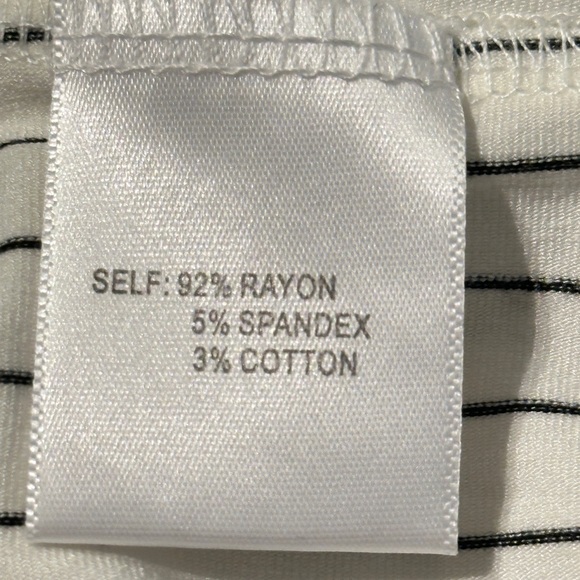 SELF: 92% RAYON
5% SPANDEX
3% COTTON